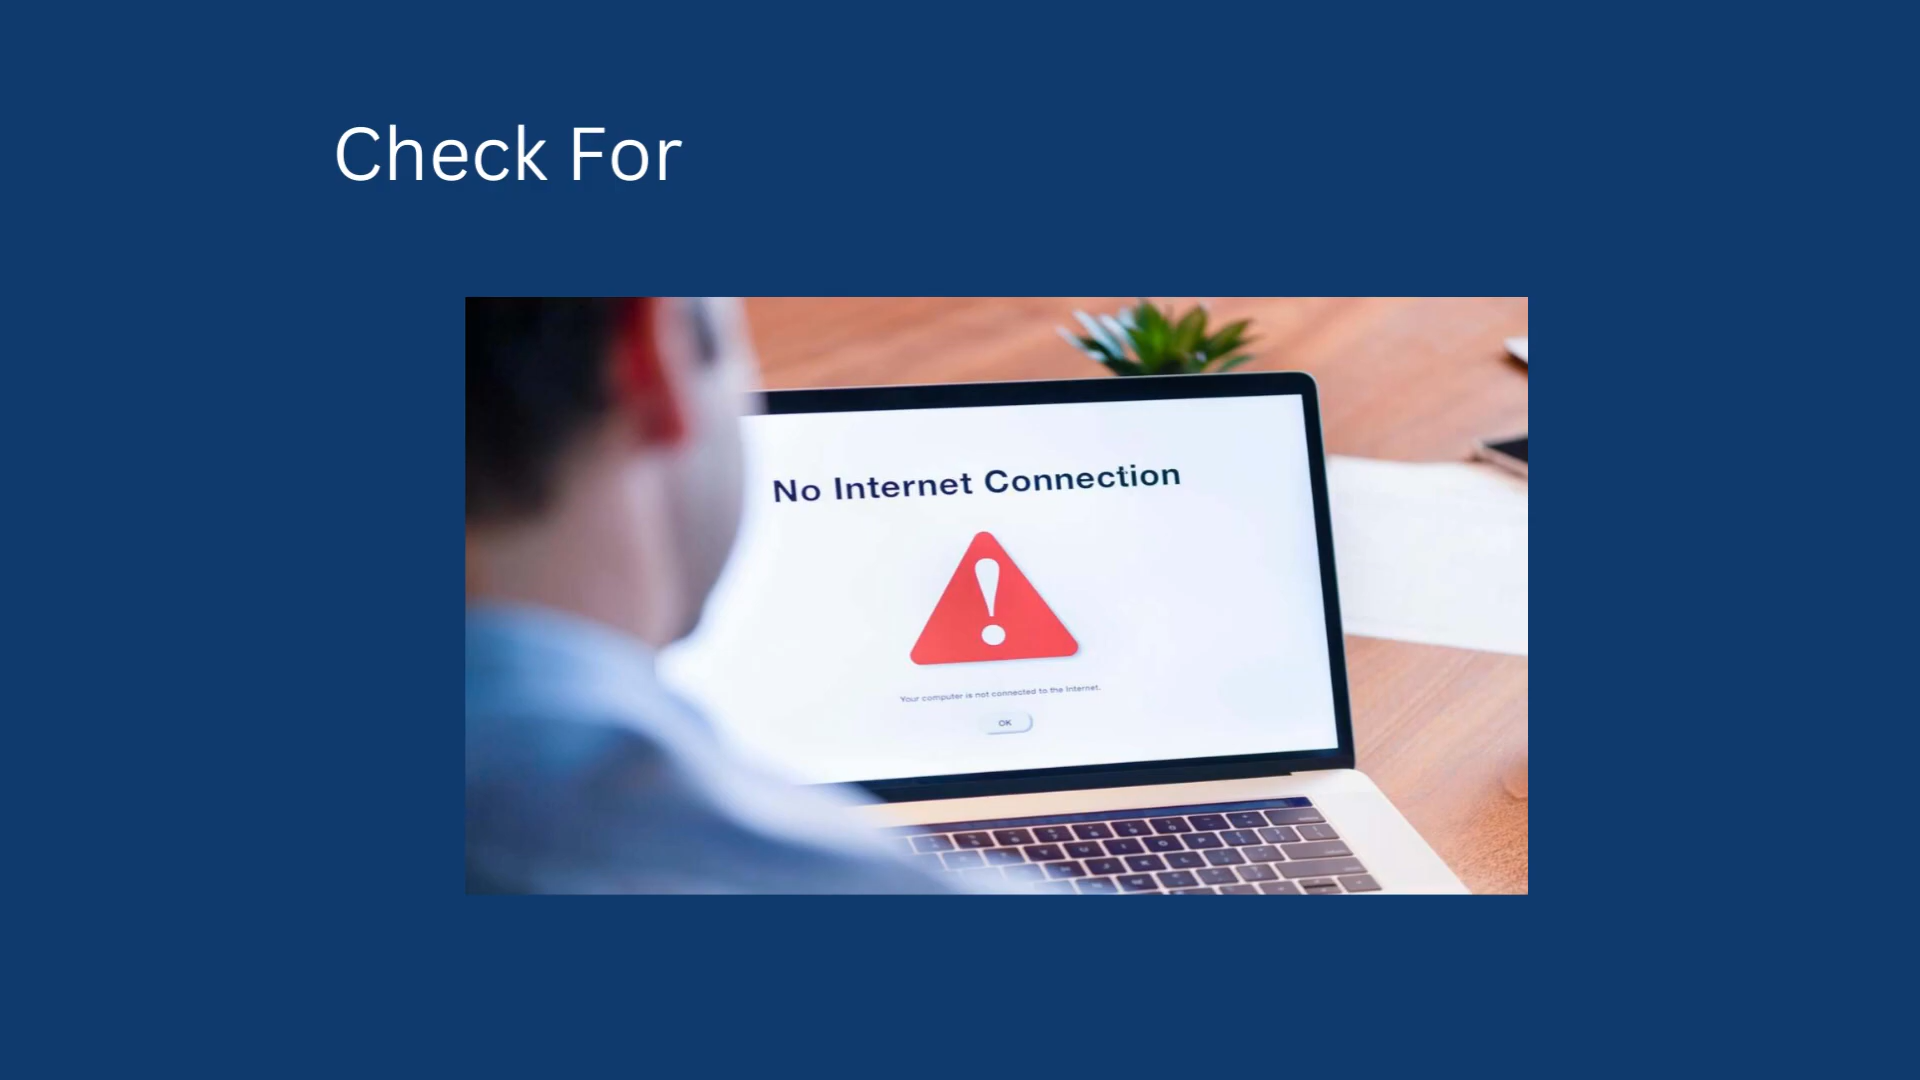 Check For
No Internet Connection
Your computer is not connected to the Internet.
OK